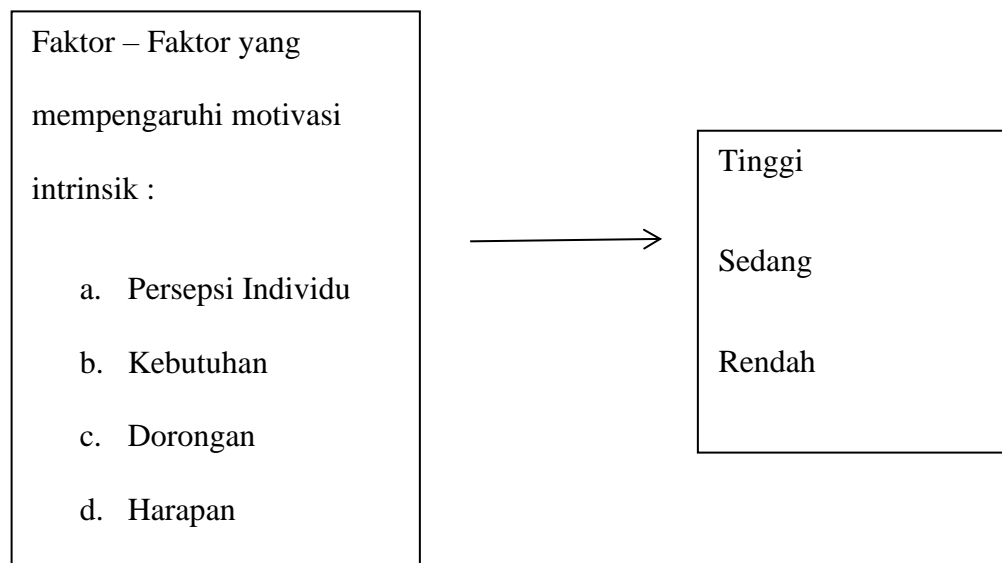 Faktor – Faktor yang
mempengaruhi motivasi
intrinsik :
a. Persepsi Individu
b. Kebutuhan
c. Dorongan
d. Harapan
Tinggi
Sedang
Rendah